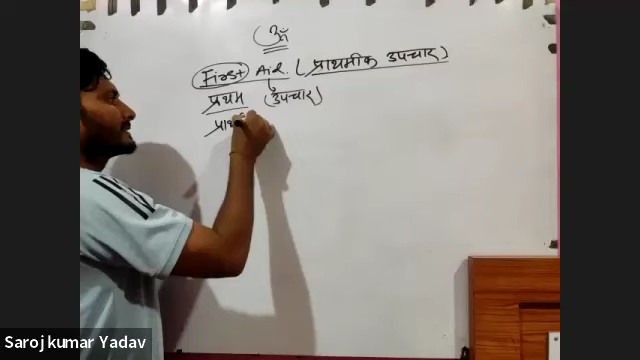 ॐ
First Aid. (प्राथमीक उपचार)
प्रथम (उपचार)
Saroj kumar Yadav